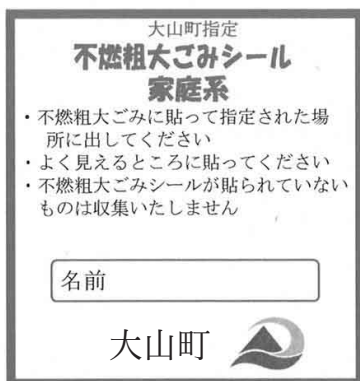 大山町指定
不燃粗大ごみシール
家庭系
・不燃粗大ごみに貼って指定された場
所に出してください
・よく見えるところに貼ってください
・不燃粗大ごみシールが貼られていない
ものは収集いたしません
名前
大山町